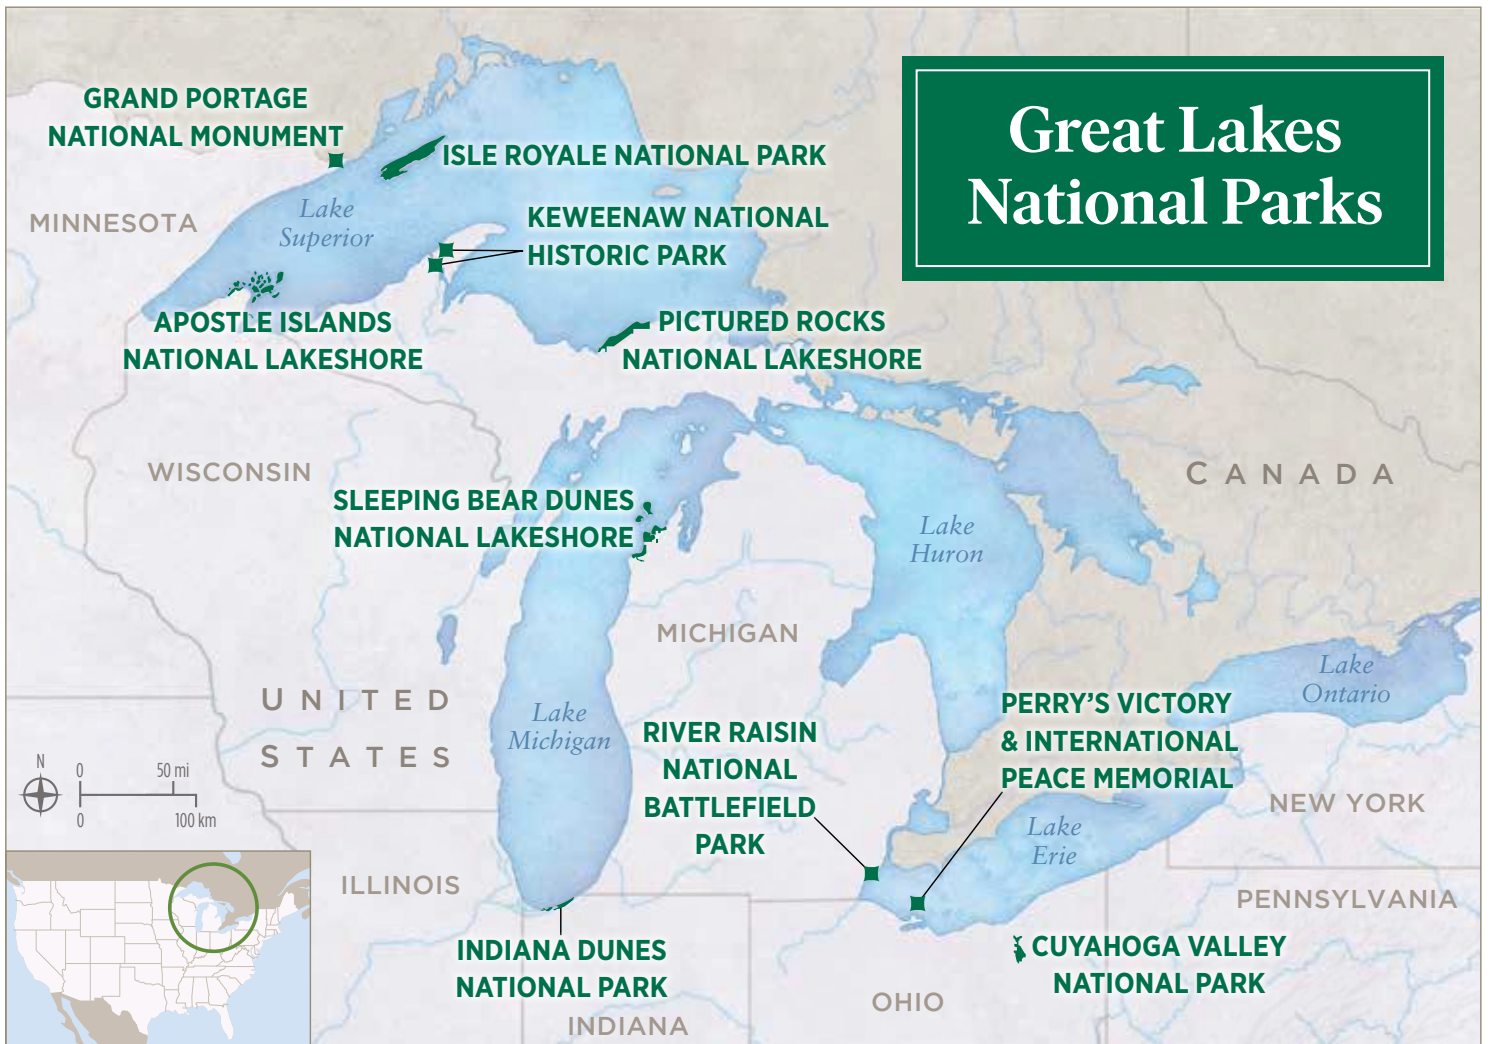 Great Lakes
National Parks
GRAND PORTAGE
NATIONAL MONUMENT
ISLE ROYALE NATIONAL PARK
MINNESOTA
Lake
Superior
KEWEENAW NATIONAL
HISTORIC PARK
APOSTLE ISLANDS
NATIONAL LAKESHORE
PICTURED ROCKS
NATIONAL LAKESHORE
WISCONSIN
CANADA
SLEEPING BEAR DUNES
NATIONAL LAKESHORE
Lake
Huron
MICHIGAN
Lake
Ontario
UNITED
STATES
Lake
Michigan
RIVER RAISIN
NATIONAL
BATTLEFIELD
PARK
PERRY'S VICTORY
& INTERNATIONAL
PEACE MEMORIAL
N
0
50 mi
0
100 km
NEW YORK
Lake
Erie
ILLINOIS
PENNSYLVANIA
INDIANA DUNES
NATIONAL PARK
CUYAHOGA VALLEY
NATIONAL PARK
OHIO
INDIANA